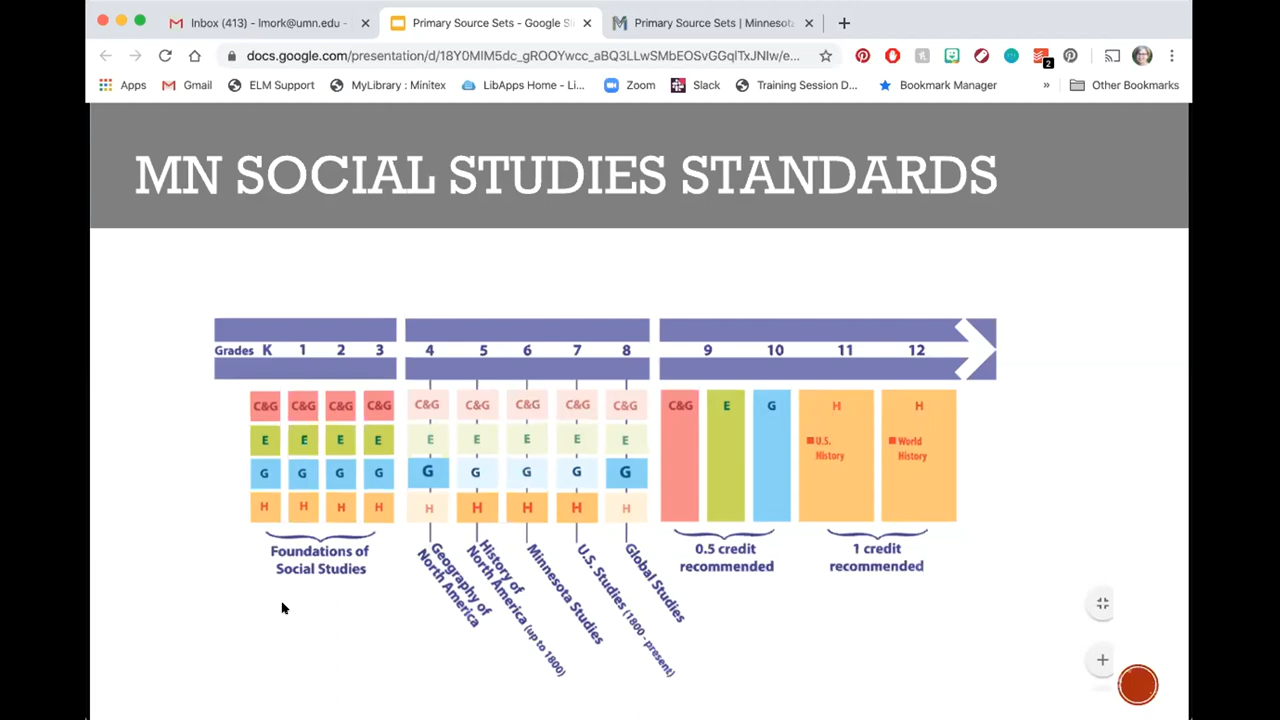 Inbox (413) - lmork@umn.edu -
Primary Source Sets - Google Sl
Primary Source Sets | Minnesota
docs.google.com/presentation/d/18Y0MlM5dc_gROOYwcc_aBQ3LLwSMbEOSvGGqlTxJNIw/e...
2
Apps
Gmail
ELM Support
MyLibrary : Minitex
LibApps Home - Li...
Zoom
Slack
Training Session D...
Bookmark Manager
»
Other Bookmarks
MN SOCIAL STUDIES STANDARDS
Grades K 1 2 3 4 5 6 7 8 9 10 11 12
C&G C&G C&G C&G C&G C&G C&G C&G C&G C&G E G H H
E E E E E E E E E
U.S. History
World History
G G G G G G G G G
H H H H H H H H H
Foundations of
Social Studies
Geography of
North America
History of
North America (up to 1800)
Minnesota Studies
U.S. Studies (1800 - present)
Global Studies
0.5 credit
recommended
1 credit
recommended